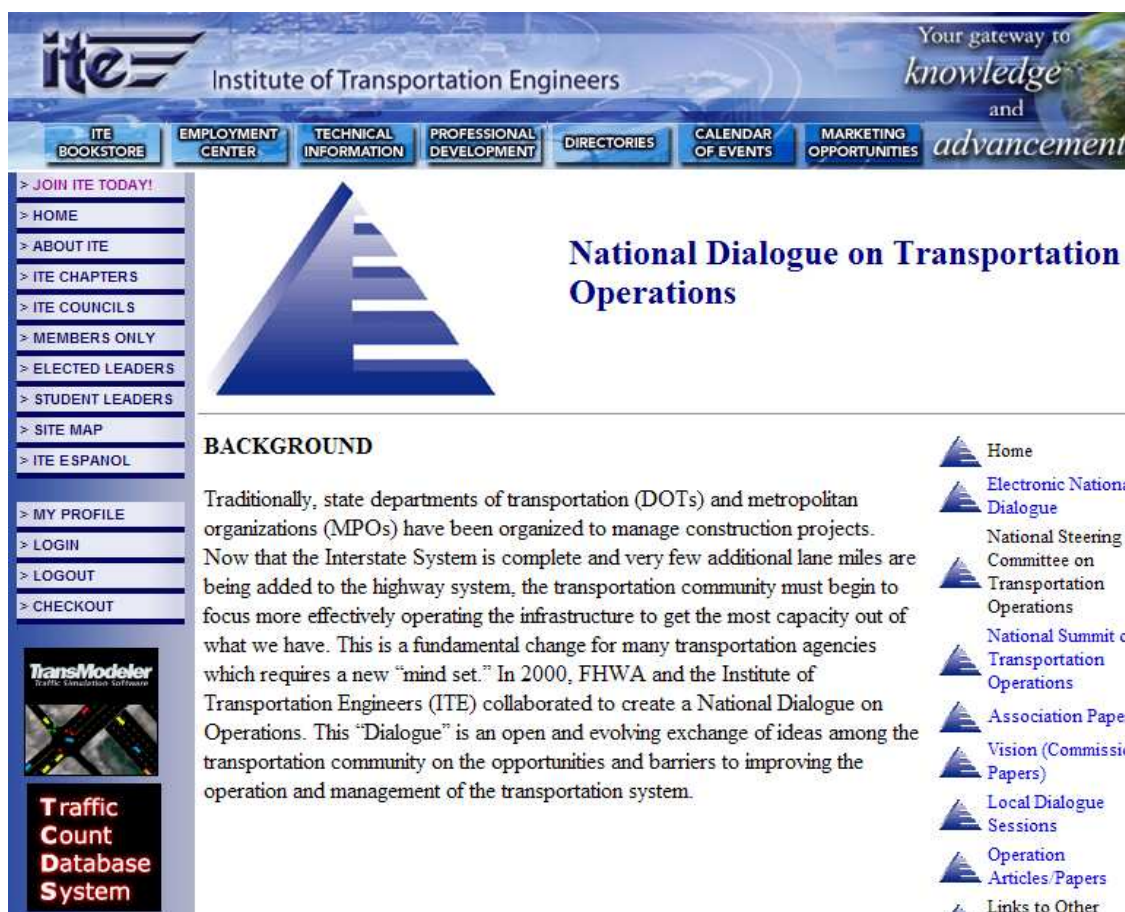 ite
Institute of Transportation Engineers
Your gateway to
knowledge
and
advancement
ITE
BOOKSTORE
EMPLOYMENT
CENTER
TECHNICAL
INFORMATION
PROFESSIONAL
DEVELOPMENT
DIRECTORIES
CALENDAR
OF EVENTS
MARKETING
OPPORTUNITIES
> JOIN ITE TODAY!
> HOME
> ABOUT ITE
> ITE CHAPTERS
> ITE COUNCILS
> MEMBERS ONLY
> ELECTED LEADERS
> STUDENT LEADERS
> SITE MAP
> ITE ESPANOL
> MY PROFILE
> LOGIN
> LOGOUT
> CHECKOUT
TransModeler
Traffic Simulation Software
Traffic
Count
Database
System
National Dialogue on Transportation
Operations
BACKGROUND
Traditionally, state departments of transportation (DOTs) and metropolitan
organizations (MPOs) have been organized to manage construction projects.
Now that the Interstate System is complete and very few additional lane miles are
being added to the highway system, the transportation community must begin to
focus more effectively operating the infrastructure to get the most capacity out of
what we have. This is a fundamental change for many transportation agencies
which requires a new “mind set.” In 2000, FHWA and the Institute of
Transportation Engineers (ITE) collaborated to create a National Dialogue on
Operations. This “Dialogue” is an open and evolving exchange of ideas among the
transportation community on the opportunities and barriers to improving the
operation and management of the transportation system.
Home
Electronic Nationa
Dialogue
National Steering
Committee on
Transportation
Operations
National Summit o
Transportation
Operations
Association Pape
Vision (Commissio
Papers)
Local Dialogue
Sessions
Operation
Articles/Papers
Links to Other